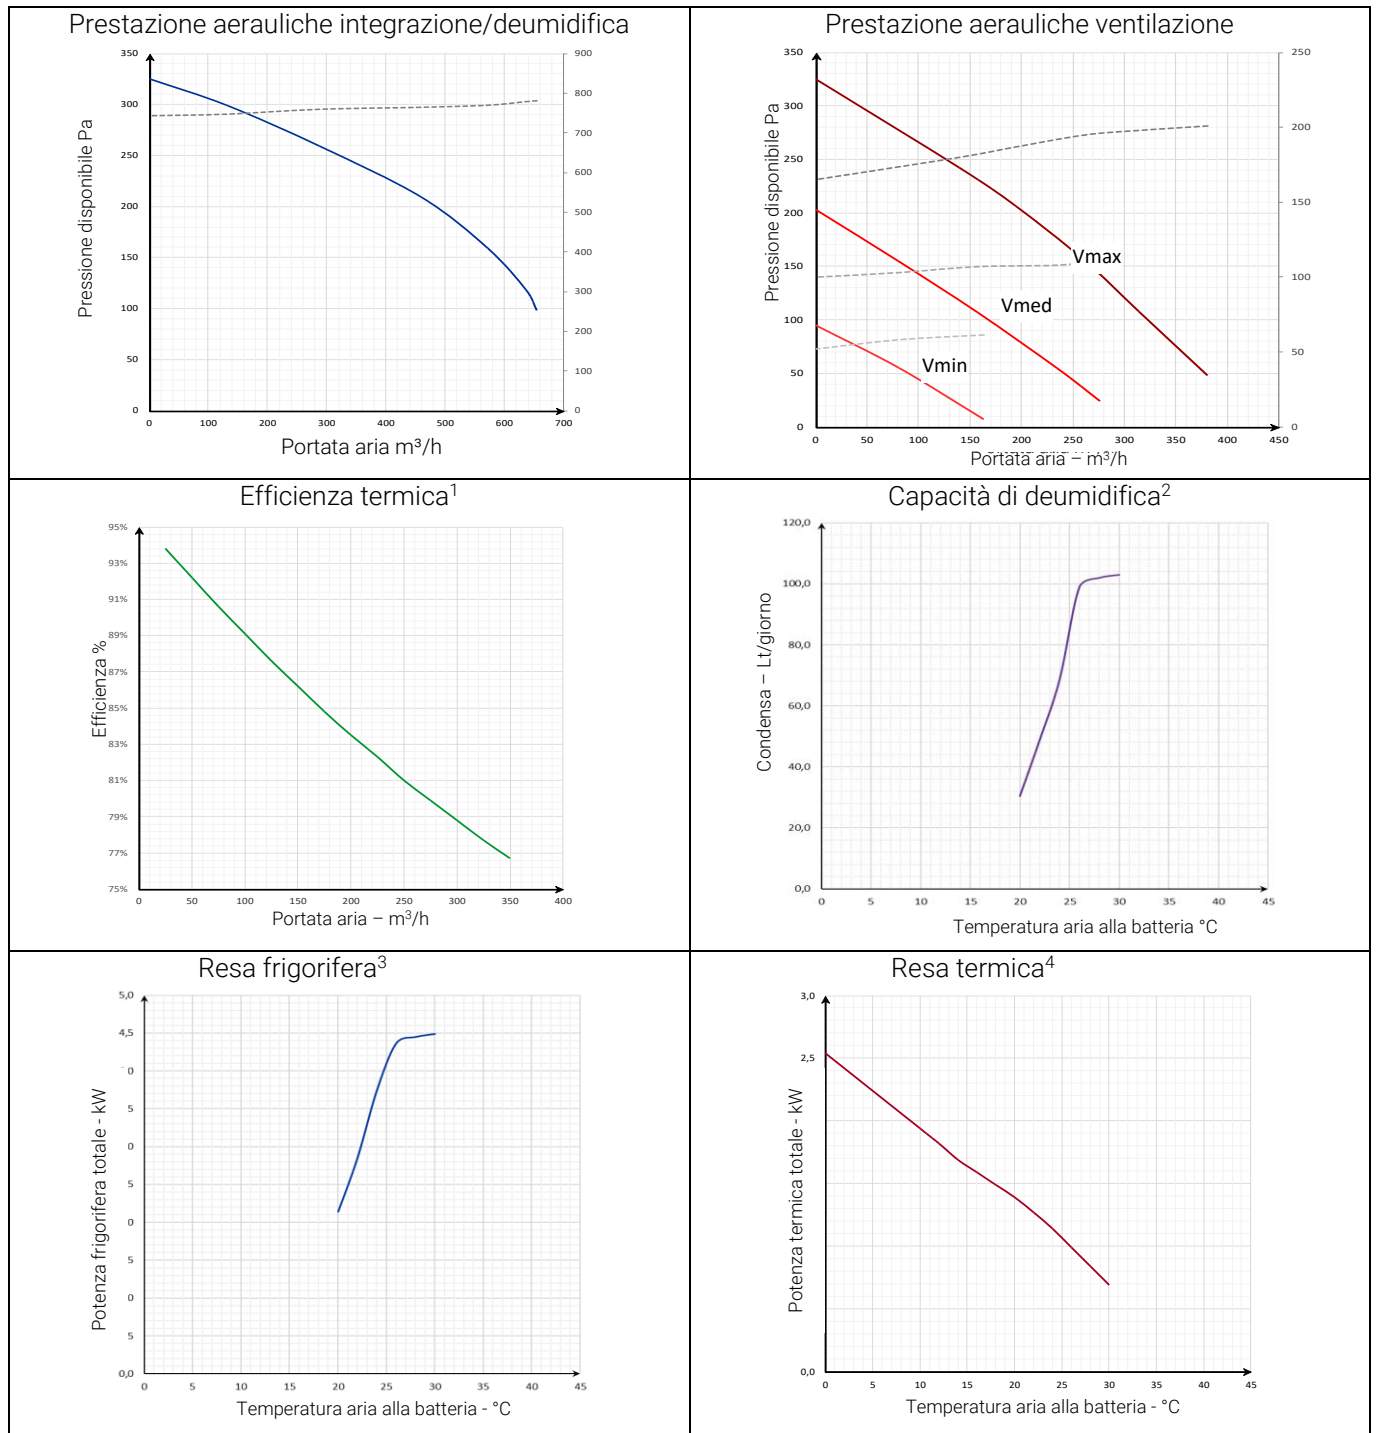 Prestazione aerauliche integrazione/deumidifica
350
300
250
200
150
100
50
0
900
800
700
600
500
400
300
200
100
0
0 100 200 300 400 500 600 700
Pressione disponibile Pa
Portata aria m³/h
Prestazione aerauliche ventilazione
350
300
250
200
150
100
50
0
250
200
150
100
50
0
Vmax
Vmed
Vmin
0 50 100 150 200 250 300 350 400 450
Pressione disponibile Pa
Portata aria – m³/h
Efficienza termica¹
95%
93%
91%
89%
87%
85%
83%
81%
79%
77%
75%
0 50 100 150 200 250 300 350 400
Efficienza %
Portata aria – m³/h
Capacità di deumidifica²
120,0
100,0
80,0
60,0
40,0
20,0
0,0
0 5 10 15 20 25 30 35 40 45
Condensa – Lt/giorno
Temperatura aria alla batteria °C
Resa frigorifera³
5,0
4,5
0
5
0
5
0
5
0
5
0,0
0 5 10 15 20 25 30 35 40 45
Potenza frigorifera totale - kW
Temperatura aria alla batteria - °C
Resa termica⁴
3,0
2,5
0,0
0 5 10 15 20 25 30 35 40 45
Potenza termica totale - kW
Temperatura aria alla batteria - °C